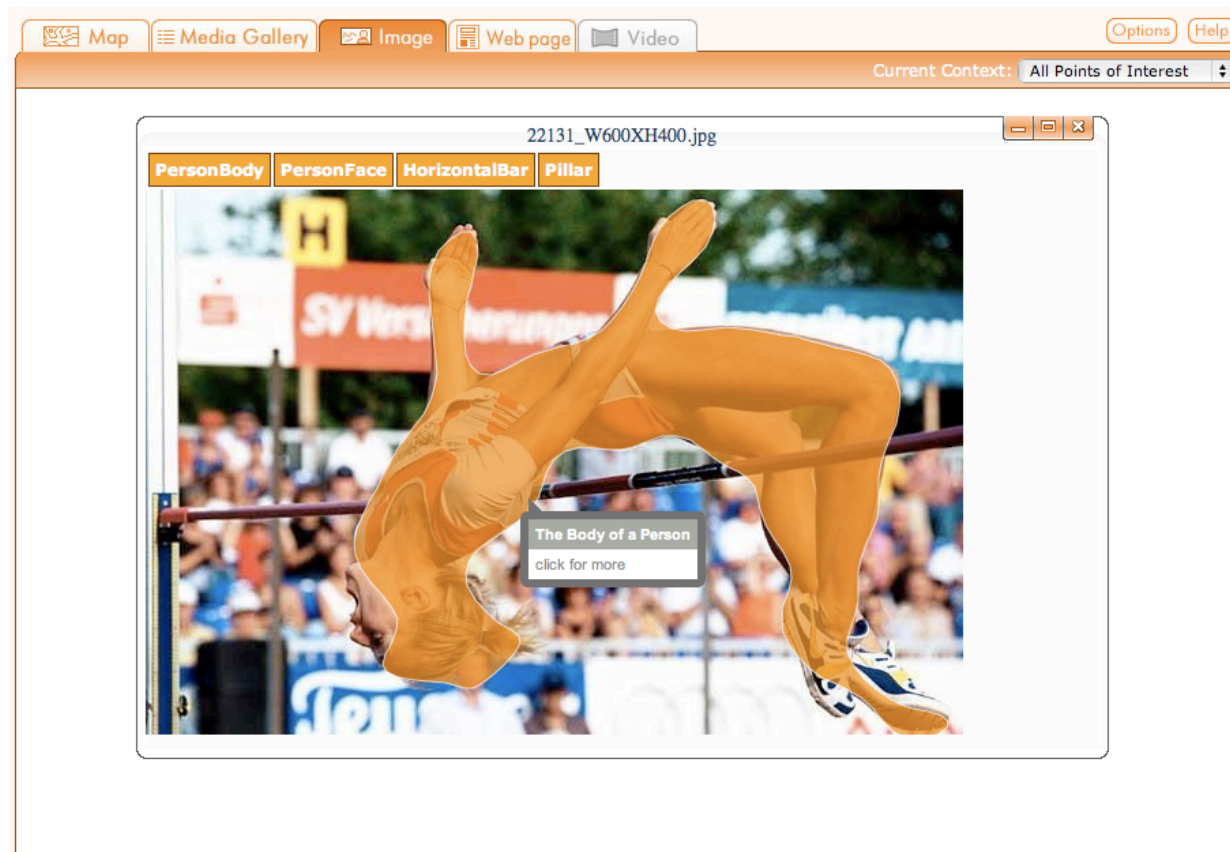 Map Media Gallery Image Web page Video Options Help
Current Context: All Points of Interest
22131_W600XH400.jpg
PersonBody PersonFace HorizontalBar Pillar
H
SV
The Body of a Person
click for more